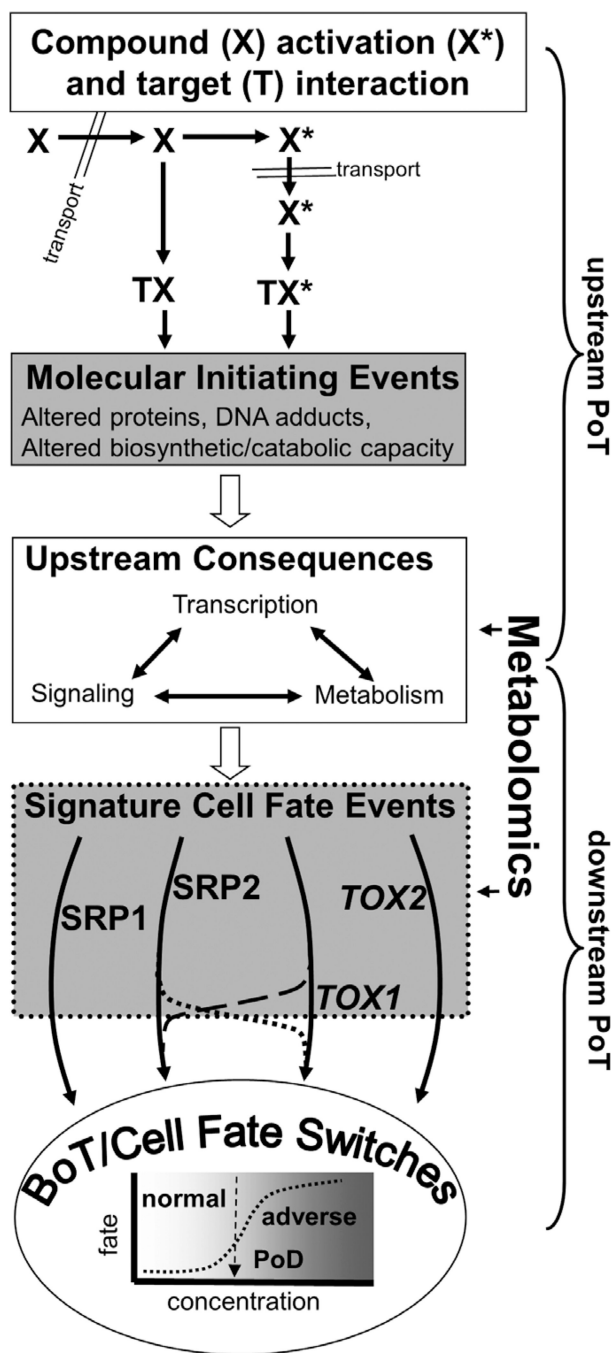 Compound (X) activation (X*)
and target (T) interaction
X X X*
transport
transport
X*
TX TX*
Molecular Initiating Events
Altered proteins, DNA adducts,
Altered biosynthetic/catabolic capacity
upstream PoT
Upstream Consequences
Transcription
Signaling Metabolism
Metabolomics
Signature Cell Fate Events
SRP1
SRP2
TOX2
TOX1
downstream PoT
BoT/Cell Fate Switches
normal
adverse
PoD
fate
concentration